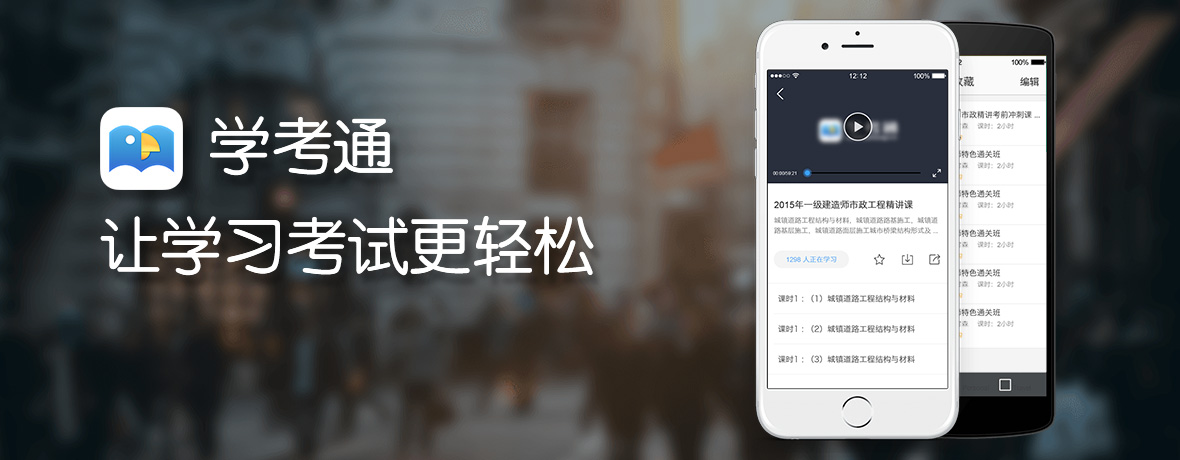 学考通
让学习考试更轻松
12:12
100%
00:00/59:21
2015年一级建造师市政工程精讲课
城镇道路工程结构与材料，城镇道路路基施工，城镇道
路基层施工，城镇道路面层施工城市桥梁结构形式及 ...
1298 人正在学习
课时1：（1）城镇道路工程结构与材料
课时1：（2）城镇道路工程结构与材料
课时1：（3）城镇道路工程结构与材料
100%
藏
编辑
市政精讲考前冲刺课 ...
课时：2小时
特色通关班
课时：2小时
特色通关班
课时：2小时
特色通关班
课时：2小时
特色通关班
课时：2小时
特色通关班
课时：2小时